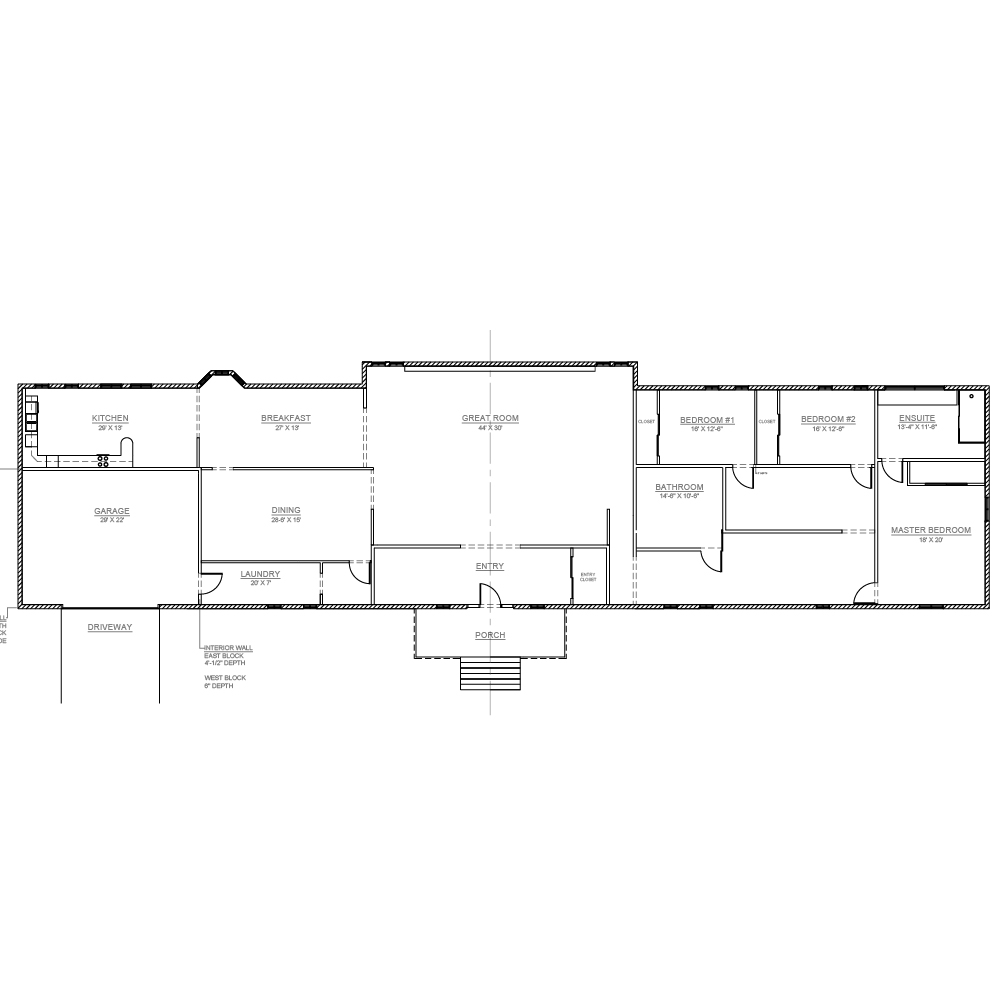 KITCHEN
29' X 13'
BREAKFAST
27' X 13'
GREAT ROOM
44' X 30'
CLOSET
BEDROOM #1
16' X 12'-6"
CLOSET
BEDROOM #2
16' X 12'-6"
ENSUITE
13'-4" X 11'-6"
GARAGE
29' X 22'
DINING
28-6' X 15'
BATHROOM
14'-6" X 10'-6"
MASTER BEDROOM
18' X 20'
LAUNDRY
20' X 7'
ENTRY
ENTRY
CLOSET
DRIVEWAY
PORCH
INTERIOR WALL
EAST BLOCK
4'-1/2" DEPTH
WEST BLOCK
6" DEPTH